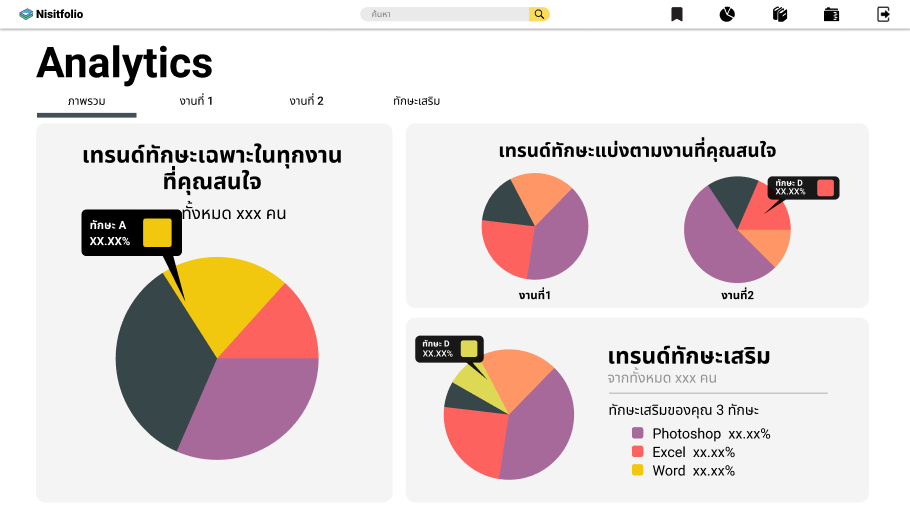 Nisitfolio
ค้นหา
Analytics
ภาพรวม
งานที่ 1
งานที่ 2
ทักษะเสริม
เทรนด์ทักษะเฉพาะในทุกงาน
ที่คุณสนใจ
ทั้งหมด xxx คน
ทักษะ A
XX.XX%
เทรนด์ทักษะแบ่งตามงานที่คุณสนใจ
ทักษะ D
XX.XX%
งานที่1
งานที่2
ทักษะ D
XX.XX%
เทรนด์ทักษะเสริม
จากทั้งหมด xxx คน
ทักษะเสริมของคุณ 3 ทักษะ
Photoshop xx.xx%
Excel xx.xx%
Word xx.xx%